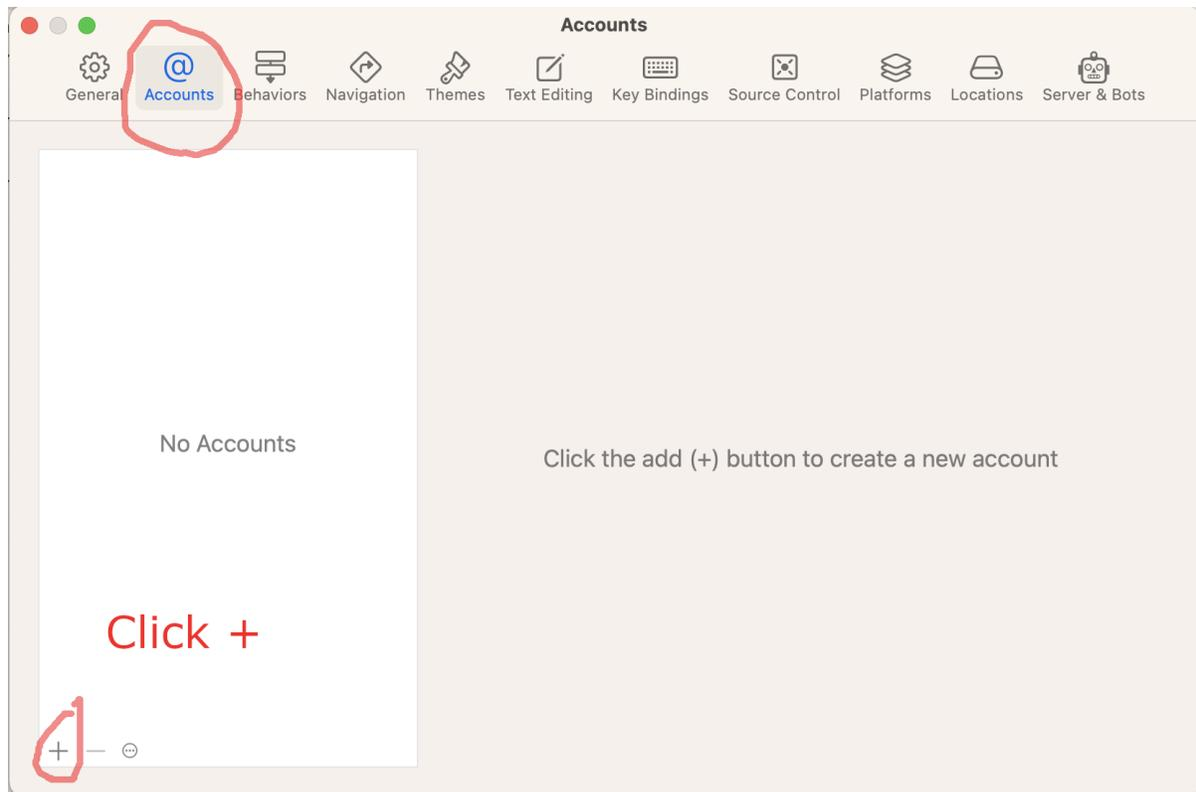 Accounts
General Accounts Behaviors Navigation Themes Text Editing Key Bindings Source Control Platforms Locations Server & Bots
No Accounts
Click the add (+) button to create a new account
Click +